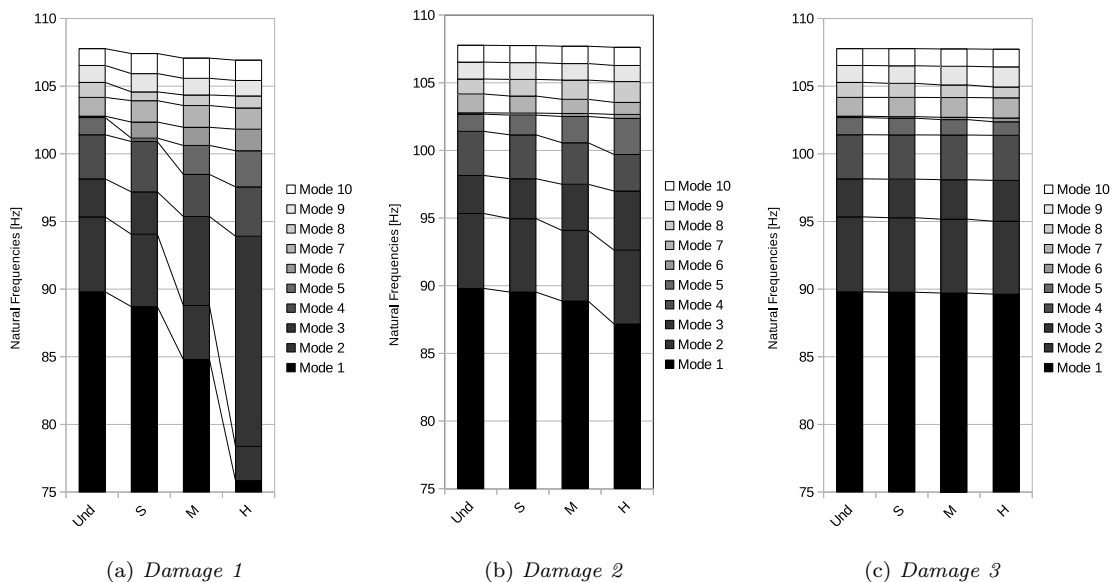 110
105
100
95
90
85
80
75
Natural Frequencies [Hz]
Und
S
M
H
Mode 10
Mode 9
Mode 8
Mode 7
Mode 6
Mode 5
Mode 4
Mode 3
Mode 2
Mode 1
(a) Damage 1
110
105
100
95
90
85
80
75
Natural Frequencies [Hz]
Und
S
M
H
Mode 10
Mode 9
Mode 8
Mode 7
Mode 6
Mode 5
Mode 4
Mode 3
Mode 2
Mode 1
(b) Damage 2
110
105
100
95
90
85
80
75
Natural Frequencies [Hz]
Und
S
M
H
Mode 10
Mode 9
Mode 8
Mode 7
Mode 6
Mode 5
Mode 4
Mode 3
Mode 2
Mode 1
(c) Damage 3